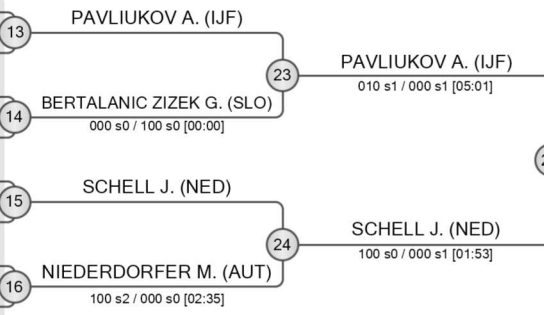 13
PAVLIUKOV A. (IJF)
23
PAVLIUKOV A. (IJF)
010 s1 / 000 s1 [05:01]
14
BERTALANIC ZIZEK G. (SLO)
000 s0 / 100 s0 [00:00]
15
SCHELL J. (NED)
24
SCHELL J. (NED)
100 s0 / 000 s1 [01:53]
16
NIEDERDORFER M. (AUT)
100 s2 / 000 s0 [02:35]